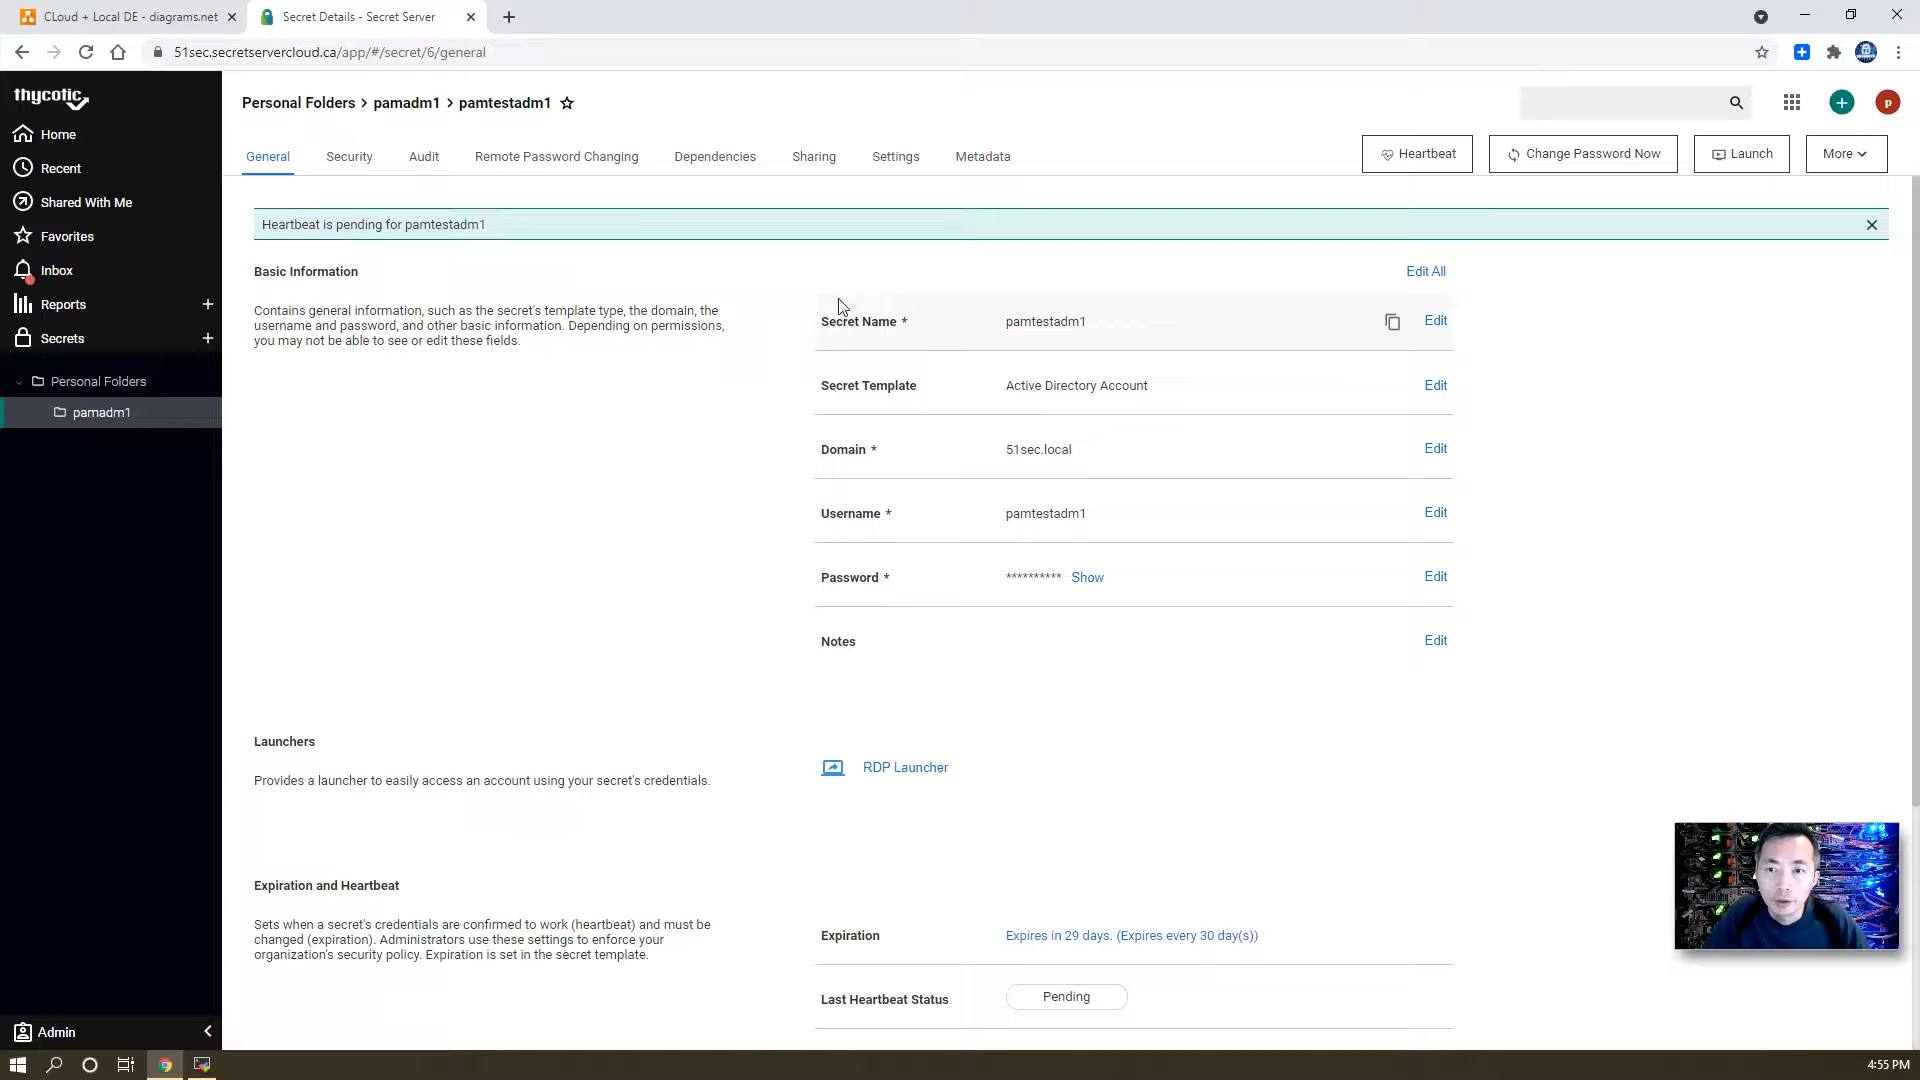 CLoud + Local DE - diagrams.net
Secret Details - Secret Server
51sec.secretservercloud.ca/app/#/secret/6/general
thycotic
Home
Recent
Shared With Me
Favorites
Inbox
Reports
Secrets
Personal Folders
pamadm1
Admin
Personal Folders > pamadm1 > pamtestadm1
p
General Security Audit Remote Password Changing Dependencies Sharing Settings Metadata
Heartbeat Change Password Now Launch More
Heartbeat is pending for pamtestadm1
Basic Information
Edit All
Contains general information, such as the secret's template type, the domain, the
username and password, and other basic information. Depending on permissions,
you may not be able to see or edit these fields.
Secret Name * pamtestadm1 Edit
Secret Template Active Directory Account Edit
Domain * 51sec.local Edit
Username * pamtestadm1 Edit
Password * ********** Show Edit
Notes Edit
Launchers
Provides a launcher to easily access an account using your secret's credentials.
RDP Launcher
Expiration and Heartbeat
Sets when a secret's credentials are confirmed to work (heartbeat) and must be
changed (expiration). Administrators use these settings to enforce your
organization's security policy. Expiration is set in the secret template.
Expiration Expires in 29 days. (Expires every 30 day(s))
Last Heartbeat Status Pending
4:55 PM